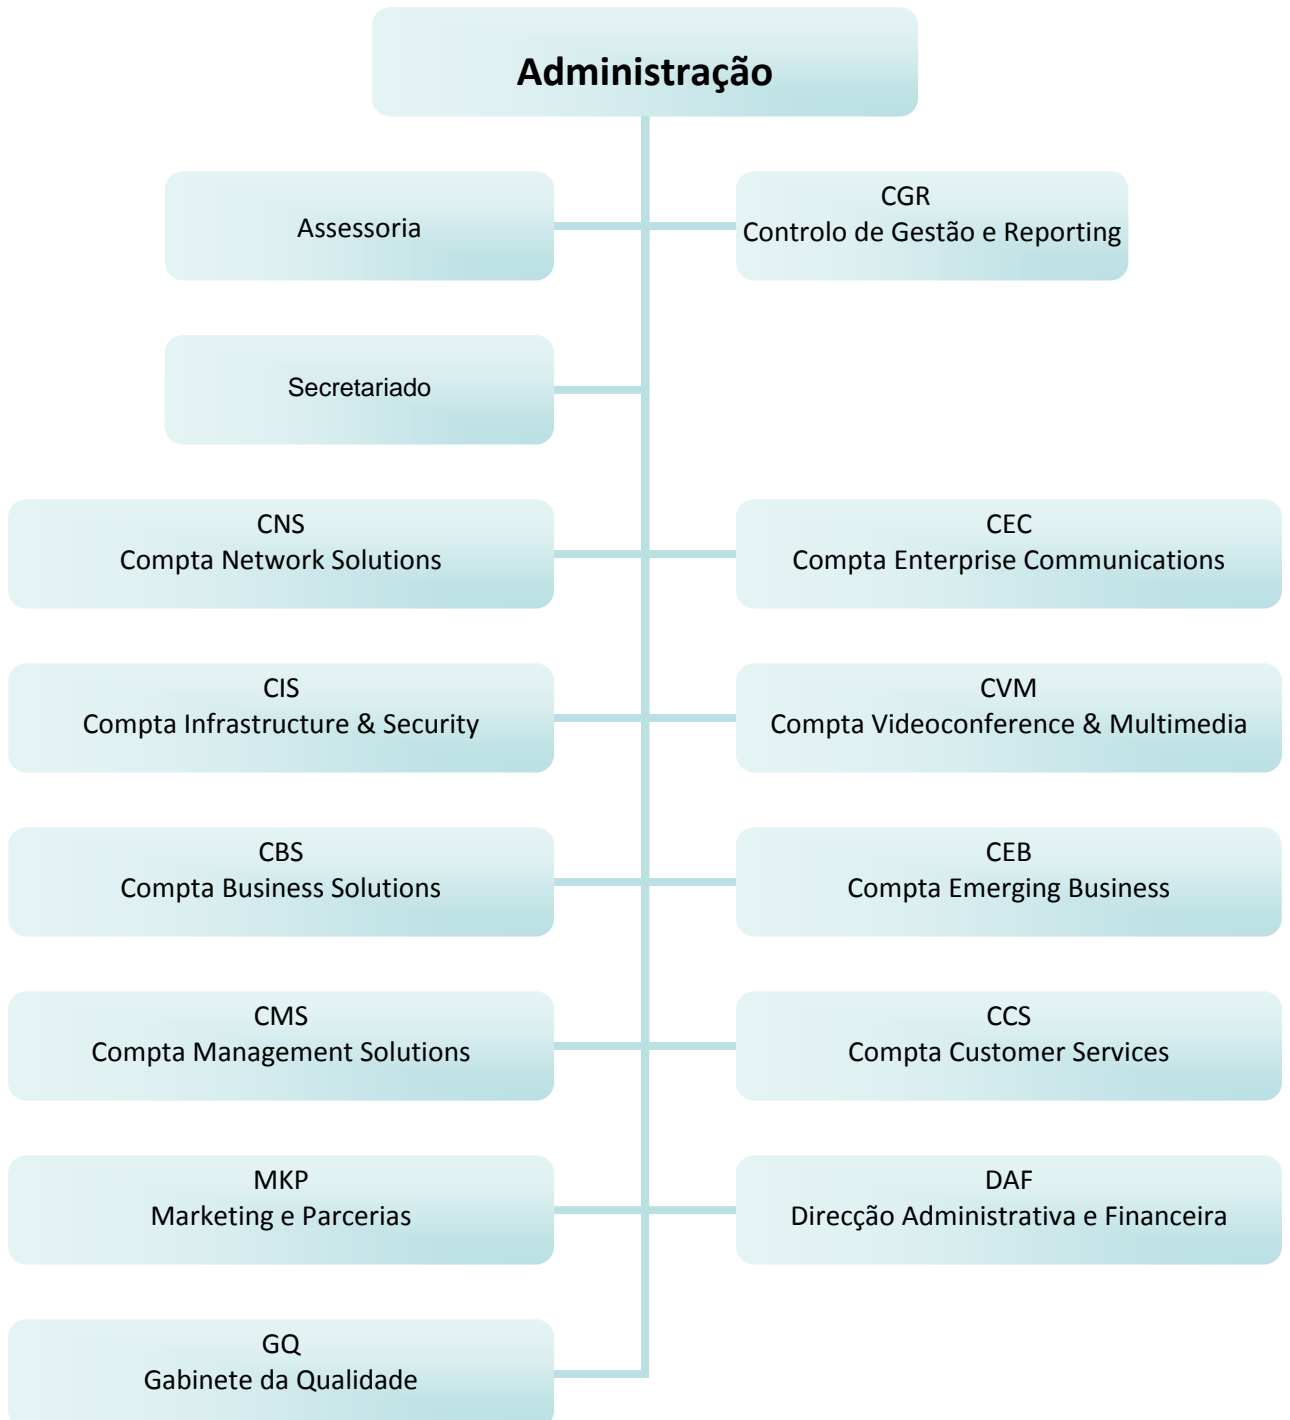 Administração
Assessoria
CGR
Controlo de Gestão e Reporting
Secretariado
CNS
Compta Network Solutions
CEC
Compta Enterprise Communications
CIS
Compta Infrastructure & Security
CVM
Compta Videoconference & Multimedia
CBS
Compta Business Solutions
CEB
Compta Emerging Business
CMS
Compta Management Solutions
CCS
Compta Customer Services
MKP
Marketing e Parcerias
DAF
Direcção Administrativa e Financeira
GQ
Gabinete da Qualidade